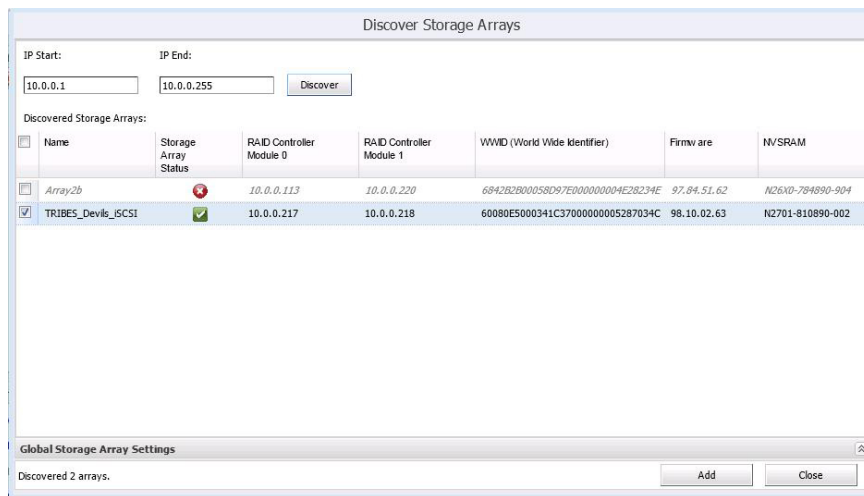 Discover Storage Arrays
IP Start:
IP End:
10.0.0.1
10.0.0.255
Discover
Discovered Storage Arrays:
Name
Storage Array Status
RAID Controller Module 0
RAID Controller Module 1
WWID (World Wide Identifier)
Firmware
NVSRAM
Array2b 10.0.0.113 10.0.0.220 6842B2B00058D97E000000004E28234E 97.84.51.62 N26X0-784890-904
TRIBES_Devils_iSCSI 10.0.0.217 10.0.0.218 60080E5000341C37000000005287034C 98.10.02.63 N2701-810890-002
Global Storage Array Settings
Discovered 2 arrays.
Add
Close